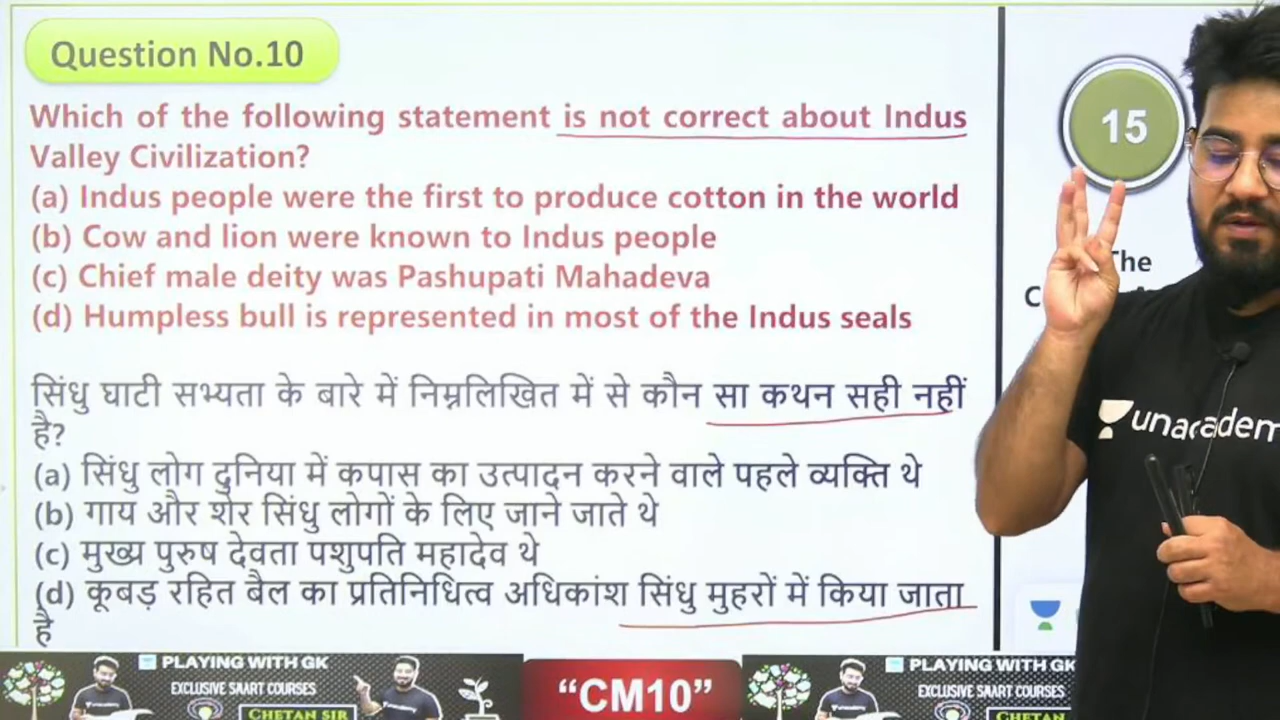 Question No.10
Which of the following statement is not correct about Indus
Valley Civilization?
(a) Indus people were the first to produce cotton in the world
(b) Cow and lion were known to Indus people
(c) Chief male deity was Pashupati Mahadeva
(d) Humpless bull is represented in most of the Indus seals
सिंधु घाटी सभ्यता के बारे में निम्नलिखित में से कौन सा कथन सही नहीं
है?
(a) सिंधु लोग दुनिया में कपास का उत्पादन करने वाले पहले व्यक्ति थे
(b) गाय और शेर सिंधु लोगों के लिए जाने जाते थे
(c) मुख्य पुरुष देवता पशुपति महादेव थे
(d) कूबड़ रहित बैल का प्रतिनिधित्व अधिकांश सिंधु मुहरों में किया जाता
है
15
The
unacademy
PLAYING WITH GK
EXCLUSIVE SAART COURSES
CHETAN SIR
“CM10”
PLAYING WITH GK
EXCLUSIVE SAART COURSES
CHETAN